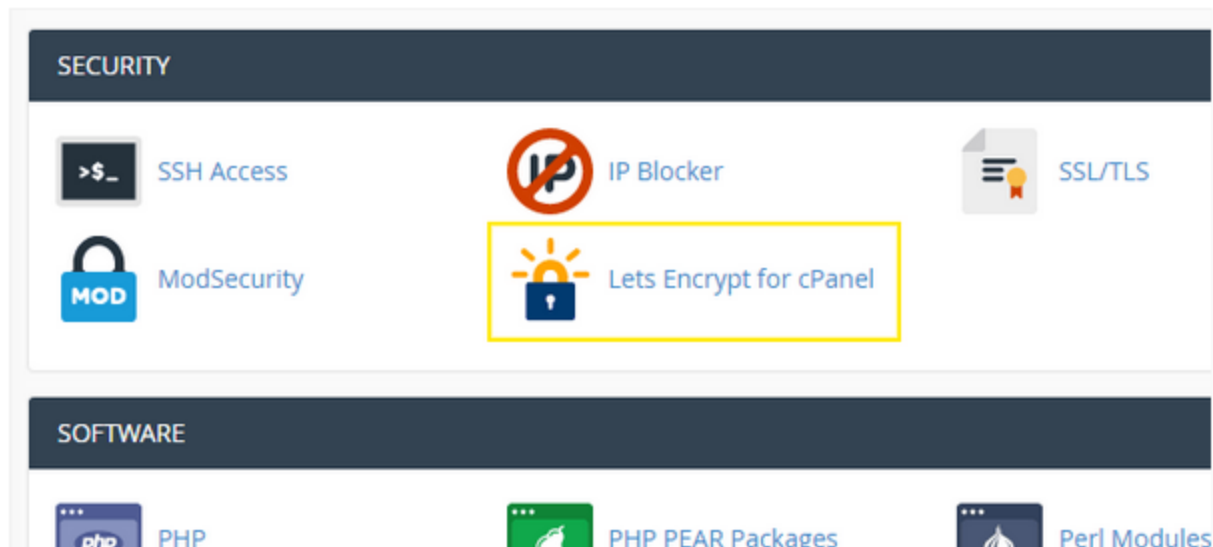 SECURITY
>$_ SSH Access
IP IP Blocker
SSL/TLS
MOD ModSecurity
Lets Encrypt for cPanel
SOFTWARE
php PHP
PHP PEAR Packages
Perl Modules